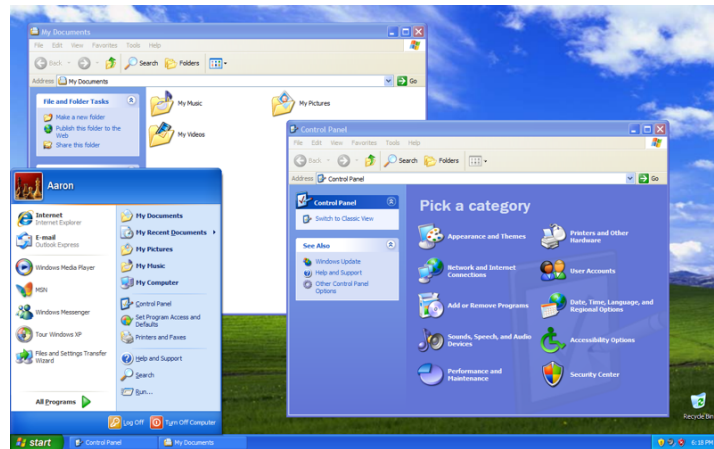 My Documents
File Edit View Favorites Tools Help
Back Search Folders
Address My Documents Go
File and Folder Tasks
Make a new folder
Publish this folder to the
Web
Share this folder
My Music
My Pictures
My Videos
Control Panel
File Edit View Favorites Tools Help
Back Search Folders
Address Control Panel Go
Control Panel
Switch to Classic View
See Also
Windows Update
Help and Support
Other Control Panel
Options
Pick a category
Appearance and Themes
Printers and Other
Hardware
Network and Internet
Connections
User Accounts
Add or Remove Programs
Date, Time, Language, and
Regional Options
Sounds, Speech, and Audio
Devices
Accessibility Options
Performance and
Maintenance
Security Center
Aaron
Internet
Internet Explorer
E-mail
Outlook Express
Windows Media Player
MSN
Windows Messenger
Tour Windows XP
Files and Settings Transfer
Wizard
All Programs
My Documents
My Recent Documents
My Pictures
My Music
My Computer
Control Panel
Set Program Access and
Defaults
Printers and Faxes
Help and Support
Search
Run...
Log Off Turn Off Computer
Recycle Bin
start Control Panel My Documents 6:18 PM